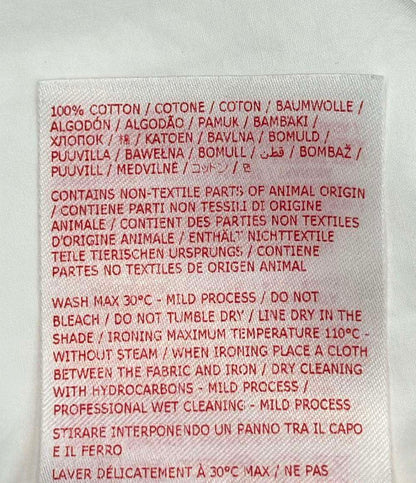 100% COTTON / COTONE / COTON / BAUMWOLLE /
ALGODÓN / ALGODÃO / PAMUK / BAMBAKI /
ХЛОПОК / 棉 / KATOEN / BAVLNA / BOMULD /
PUUVILLA / BAWEŁNA / BOMULL / قطن / BOMBAŽ /
PUUVILL / MEDVILNĖ / コットン /
CONTAINS NON-TEXTILE PARTS OF ANIMAL ORIGIN
/ CONTIENE PARTI NON TESSILI DI ORIGINE
ANIMALE / CONTIENT DES PARTIES NON TEXTILES
D'ORIGINE ANIMALE / ENTHÄLT NICHTTEXTILE
TEILE TIERISCHEN URSPRUNGS / CONTIENE
PARTES NO TEXTILES DE ORIGEN ANIMAL
WASH MAX 30°C - MILD PROCESS / DO NOT
BLEACH / DO NOT TUMBLE DRY / LINE DRY IN THE
SHADE / IRONING MAXIMUM TEMPERATURE 110°C -
WITHOUT STEAM / WHEN IRONING PLACE A CLOTH
BETWEEN THE FABRIC AND IRON / DRY CLEANING
WITH HYDROCARBONS - MILD PROCESS /
PROFESSIONAL WET CLEANING - MILD PROCESS
STIRARE INTERPONENDO UN PANNO TRA IL CAPO
E IL FERRO
LAVER DÉLICATEMENT À 30°C MAX / NE PAS